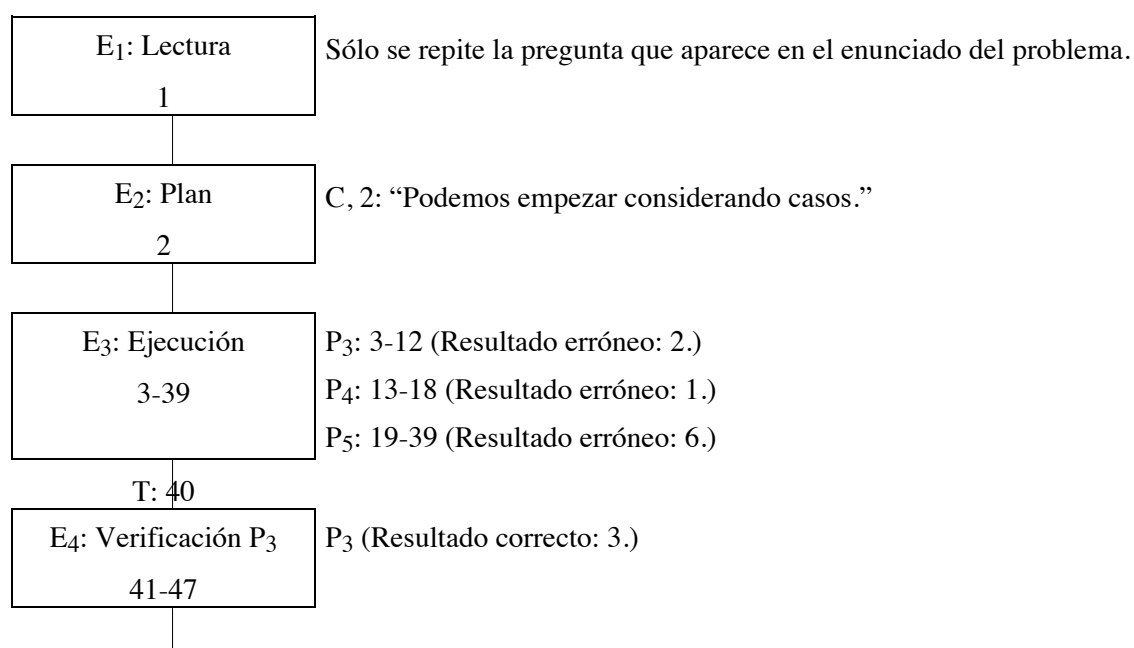 E1: Lectura
1
Sólo se repite la pregunta que aparece en el enunciado del problema.
E2: Plan
2
C, 2: “Podemos empezar considerando casos.”
E3: Ejecución
3-39
P3: 3-12 (Resultado erróneo: 2.)
P4: 13-18 (Resultado erróneo: 1.)
P5: 19-39 (Resultado erróneo: 6.)
T: 40
E4: Verificación P3
41-47
P3 (Resultado correcto: 3.)